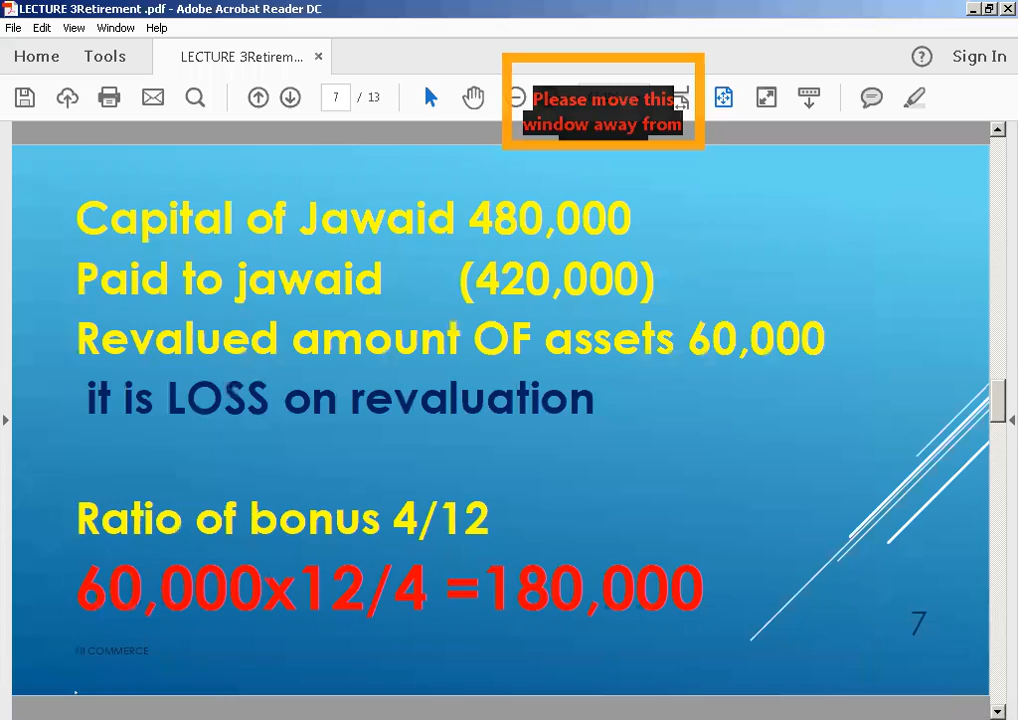 LECTURE 3Retirement .pdf - Adobe Acrobat Reader DC
File Edit View Window Help
Home Tools LECTURE 3Retirem... × Sign In
7 / 13
Please move this
window away from
Capital of Jawaid 480,000
Paid to jawaid (420,000)
Revalued amount OF assets 60,000
it is LOSS on revaluation
Ratio of bonus 4/12
60,000x12/4 =180,000
7